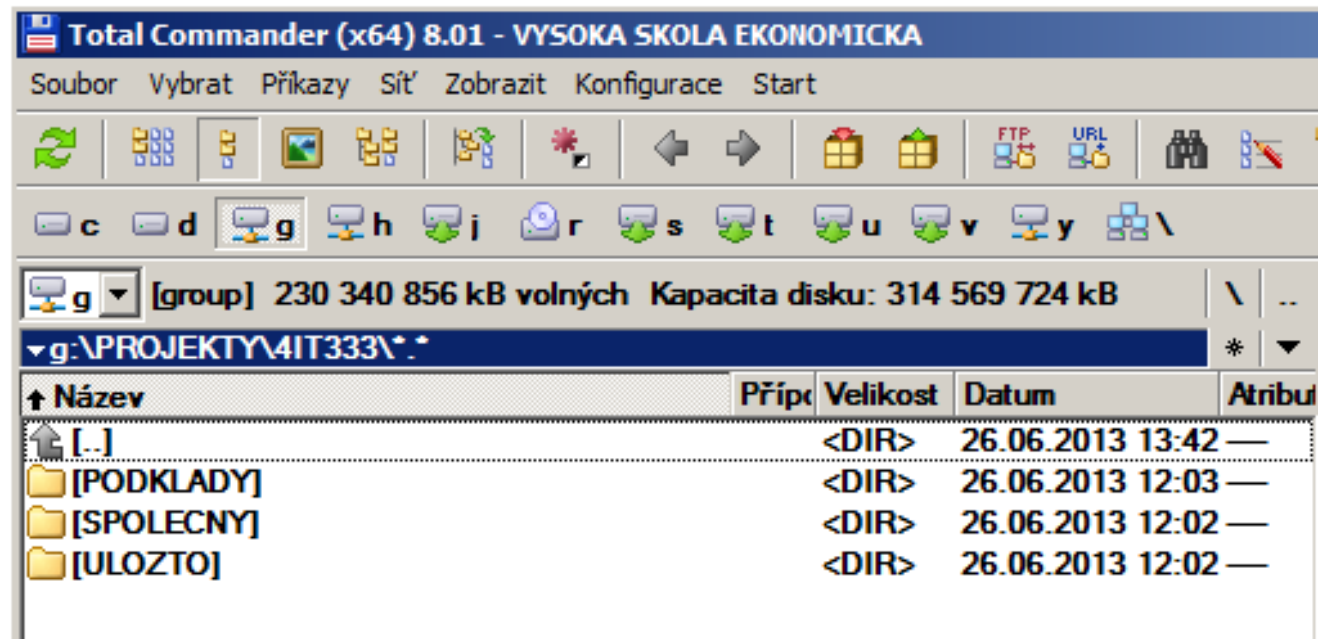 Total Commander (x64) 8.01 - VYSOKA SKOLA EKONOMICKA
Soubor Vybrat Příkazy Síť Zobrazit Konfigurace Start
FTP URL
c d g h j r s t u v y \
g [group] 230 340 856 kB volných Kapacita disku: 314 569 724 kB \ ..
g:\PROJEKTY\4IT333\*.* *
Název Přípo Velikost Datum Atribut
[..] <DIR> 26.06.2013 13:42 —
[PODKLADY] <DIR> 26.06.2013 12:03 —
[SPOLECNY] <DIR> 26.06.2013 12:02 —
[ULOZTO] <DIR> 26.06.2013 12:02 —